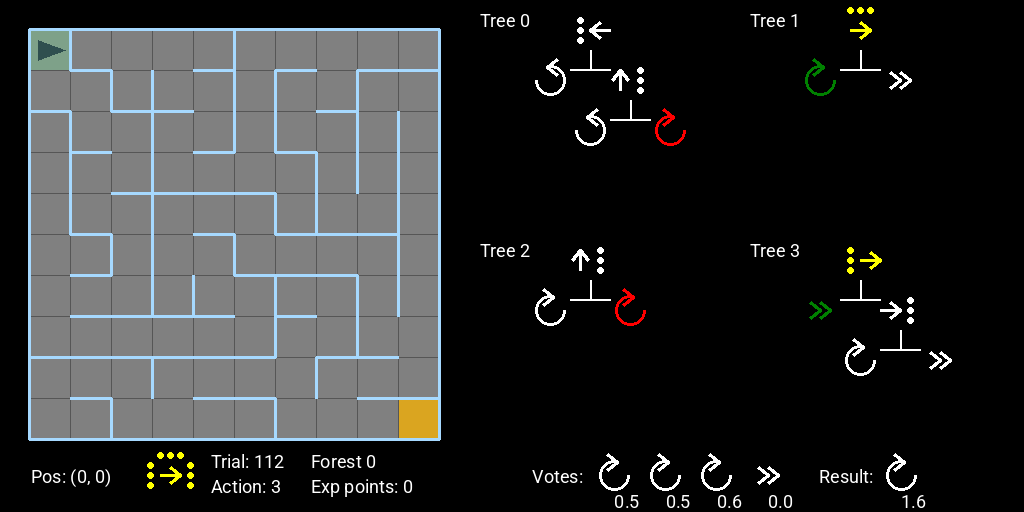 Tree 0
Tree 1
Tree 2
Tree 3
Pos: (0, 0)
Trial: 112
Forest 0
Action: 3
Exp points: 0
Votes:
0.5
0.5
0.6
0.0
Result:
1.6